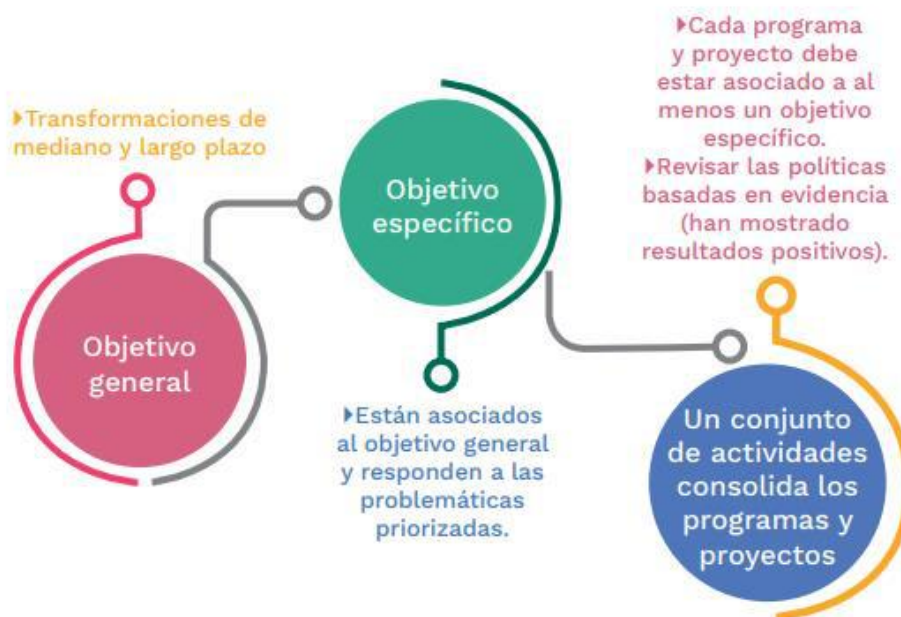 ▸Transformaciones de
mediano y largo plazo
Objetivo
general
Objetivo
específico
▸Están asociados
al objetivo general
y responden a las
problemáticas
priorizadas.
▸Cada programa
y proyecto debe
estar asociado a al
menos un objetivo
específico.
▸Revisar las políticas
basadas en evidencia
(han mostrado
resultados positivos).
Un conjunto
de actividades
consolida los
programas y
proyectos